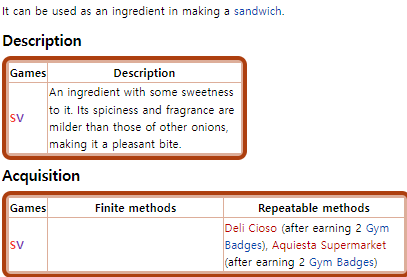 It can be used as an ingredient in making a sandwich.
Description
Games Description
SV
An ingredient with some sweetness
to it. Its spiciness and fragrance are
milder than those of other onions,
making it a pleasant bite.
Acquisition
Games Finite methods Repeatable methods
SV
Deli Cioso (after earning 2 Gym
Badges), Aquiesta Supermarket
(after earning 2 Gym Badges)